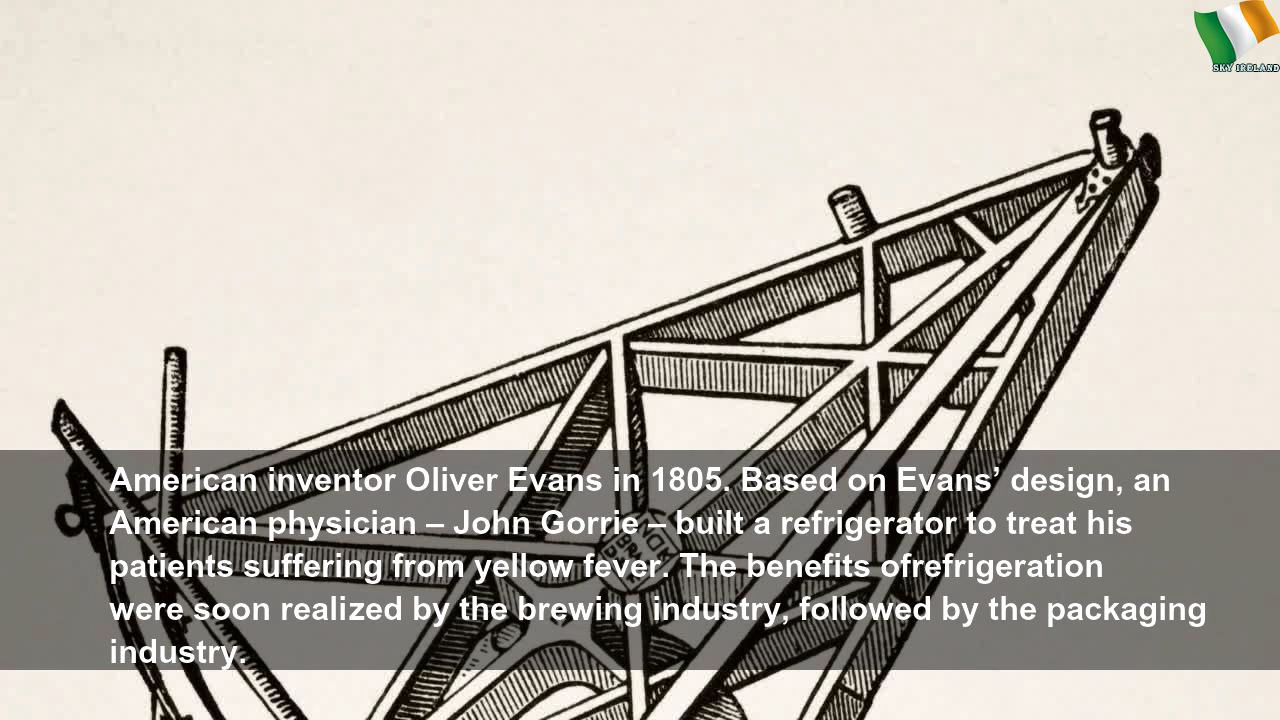 SKY IRELAND
American inventor Oliver Evans in 1805. Based on Evans’ design, an
American physician – John Gorrie – built a refrigerator to treat his
patients suffering from yellow fever. The benefits ofrefrigeration
were soon realized by the brewing industry, followed by the packaging
industry.